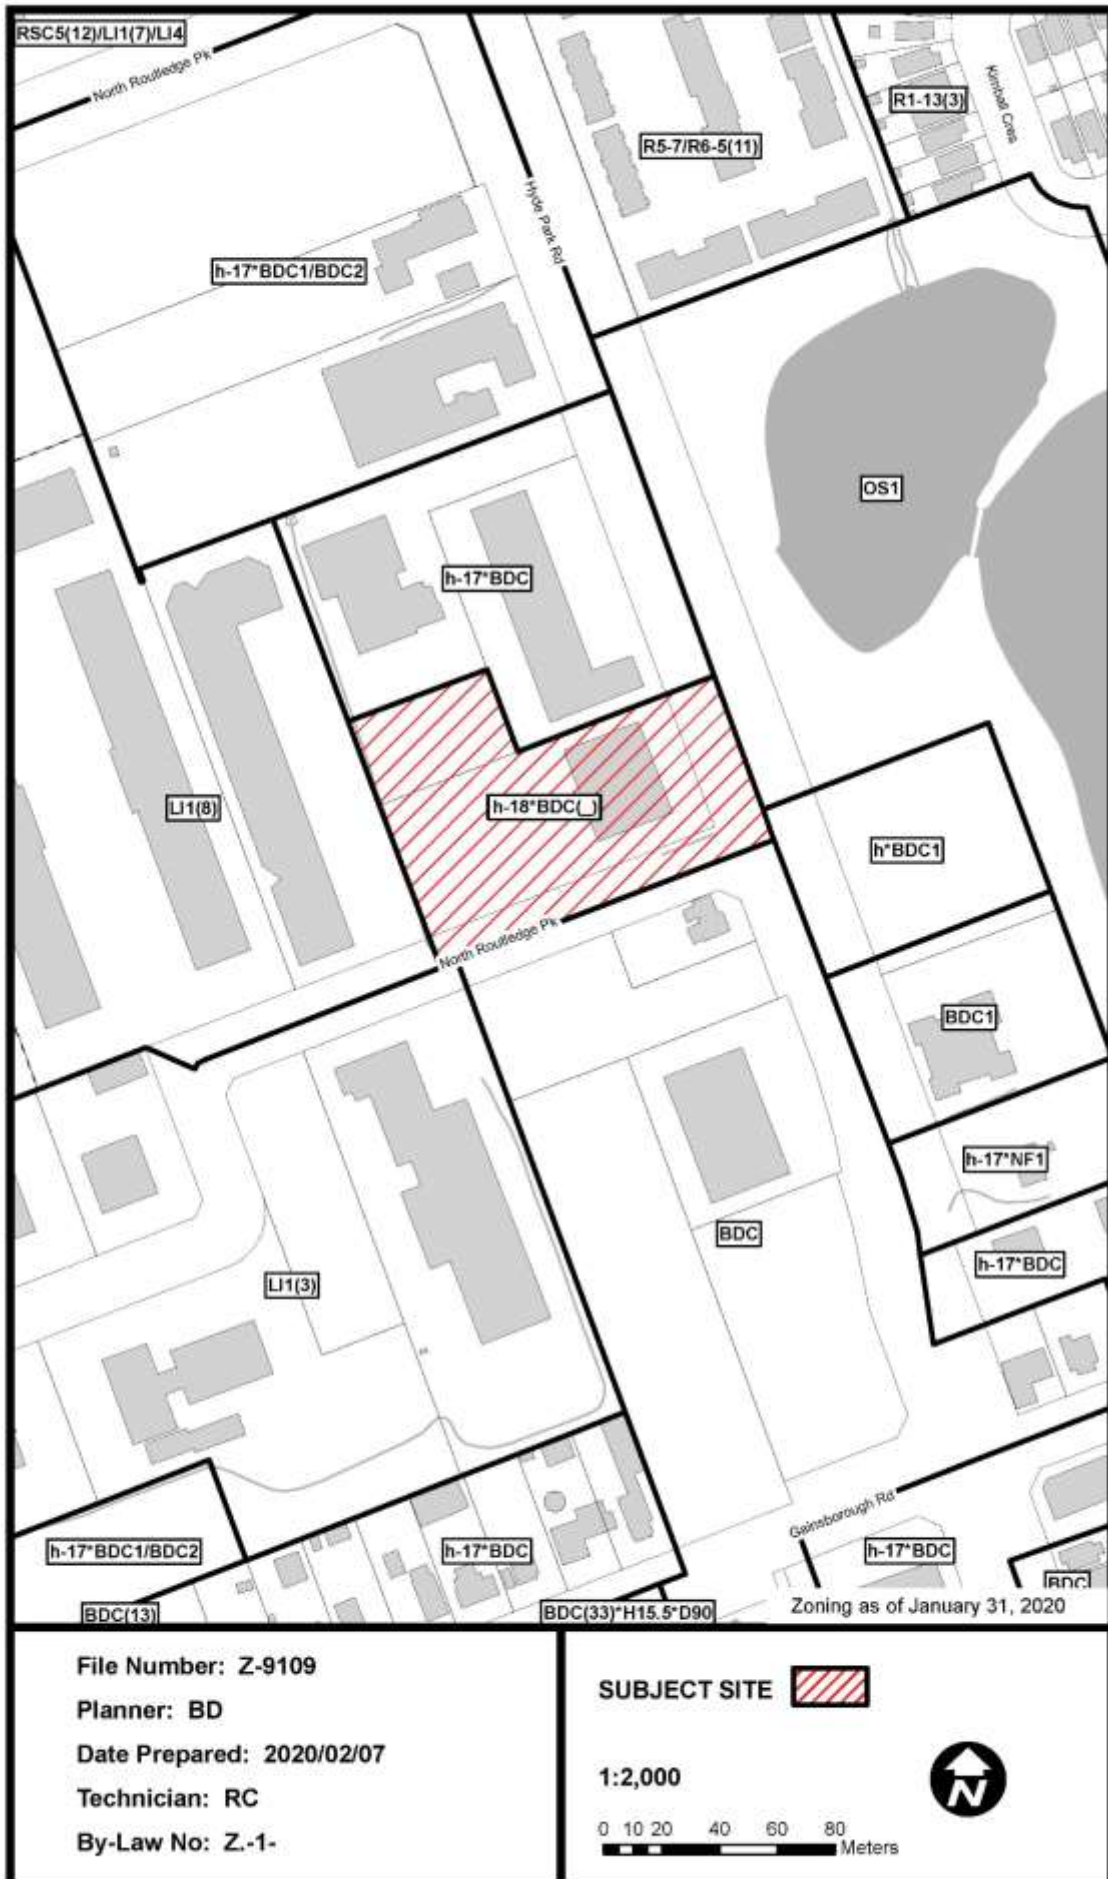 RSC5(12)/LI1(7)/LI4
North Routledge Pk
Kimball Cres
R1-13(3)
R5-7/R6-5(11)
Hyde Park Rd
h-17*BDC1/BDC2
OS1
h-17*BDC
LI1(8)
h-18*BDC(_)
h*BDC1
North Routledge Pk
BDC1
h-17*NF1
BDC
h-17*BDC
LI1(3)
Gainsborough Rd
h-17*BDC1/BDC2
h-17*BDC
h-17*BDC
BDC
BDC(13)
BDC(33)*H15.5*D90
Zoning as of January 31, 2020
File Number: Z-9109
Planner: BD
Date Prepared: 2020/02/07
Technician: RC
By-Law No: Z.-1-
SUBJECT SITE
1:2,000
N
0 10 20 40 60 80
Meters